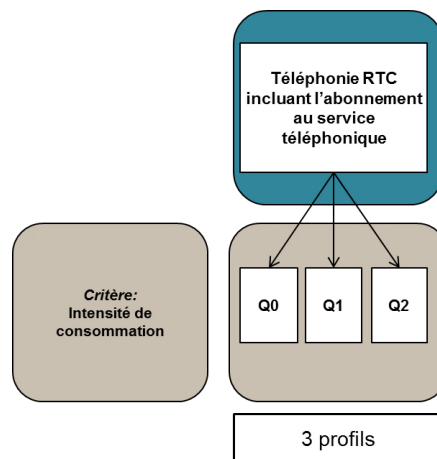 Téléphonie RTC
incluant l'abonnement
au service
téléphonique
Critère:
Intensité de
consommation
Q0 Q1 Q2
3 profils